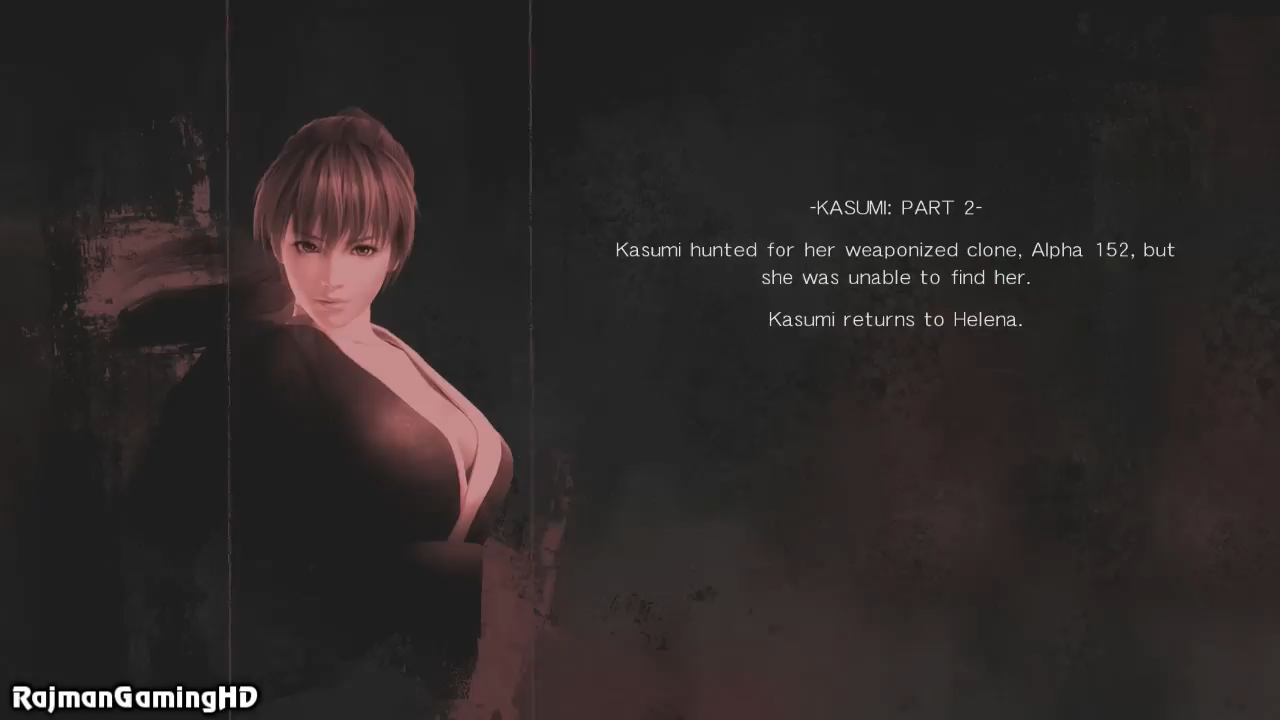 -KASUMI: PART 2-
Kasumi hunted for her weaponized clone, Alpha 152, but
she was unable to find her.
Kasumi returns to Helena.
RajmanGamingHD